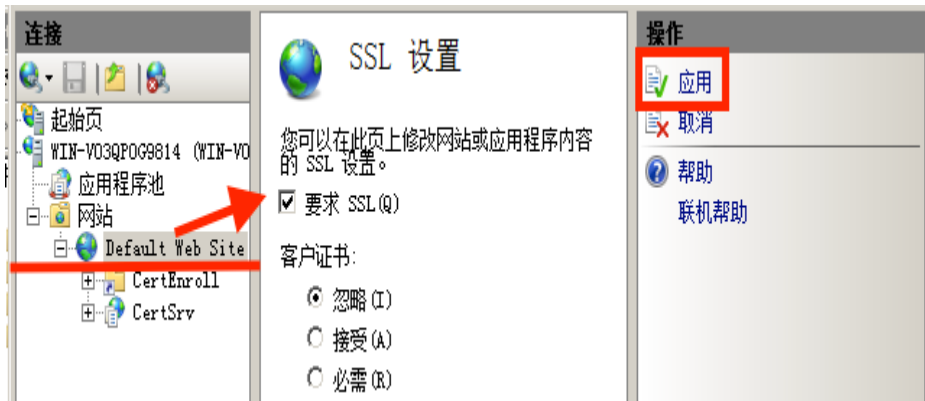 连接
起始页
WIN-VO3QPOG9814 (WIN-VO
应用程序池
网站
Default Web Site
CertEnroll
CertSrv
SSL 设置
您可以在此页上修改网站或应用程序内容
的 SSL 设置。
要求 SSL(Q)
客户证书:
忽略(I)
接受(A)
必需(R)
操作
应用
取消
帮助
联机帮助